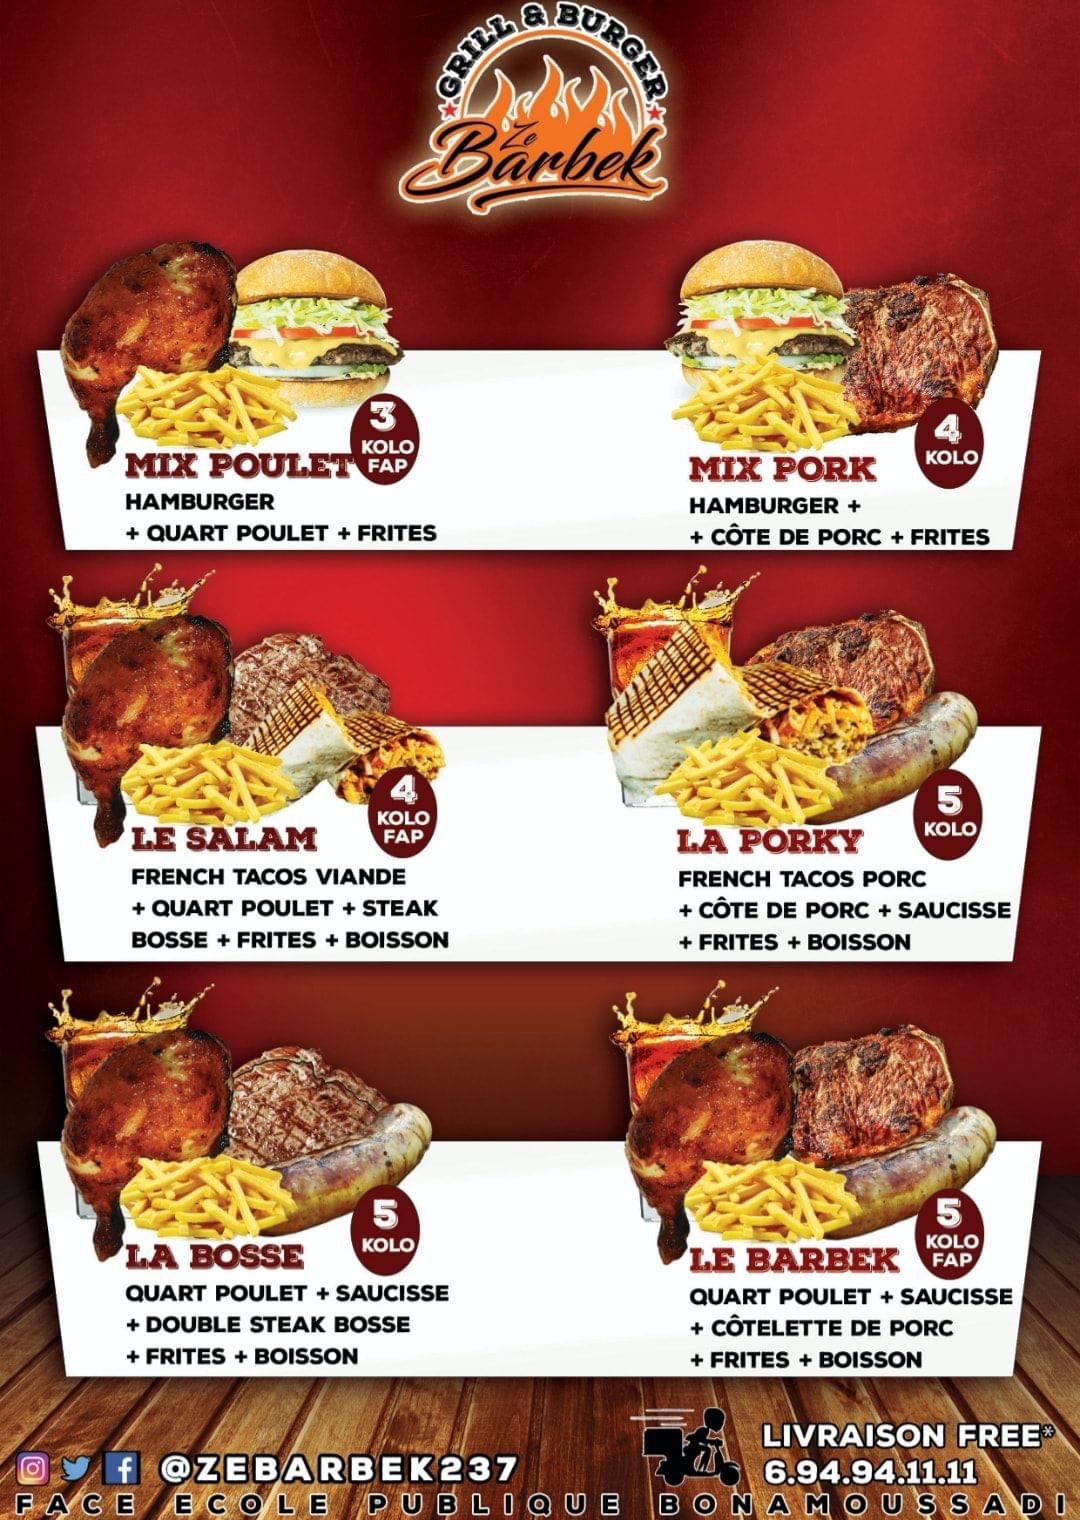 GRILL & BURGER
Ze
Barbek
3
KOLO
FAP
MIX POULET
HAMBURGER
+ QUART POULET + FRITES
4
KOLO
MIX PORK
HAMBURGER +
+ CÔTE DE PORC + FRITES
4
KOLO
FAP
LE SALAM
FRENCH TACOS VIANDE
+ QUART POULET + STEAK
BOSSE + FRITES + BOISSON
5
KOLO
LA PORKY
FRENCH TACOS PORC
+ CÔTE DE PORC + SAUCISSE
+ FRITES + BOISSON
5
KOLO
LA BOSSE
QUART POULET + SAUCISSE
+ DOUBLE STEAK BOSSE
+ FRITES + BOISSON
5
KOLO
FAP
LE BARBEK
QUART POULET + SAUCISSE
+ CÔTELETTE DE PORC
+ FRITES + BOISSON
@ZEBARBEK237
LIVRAISON FREE*
6.94.94.11.11
FACE ECOLE PUBLIQUE BONAMOUSSADI